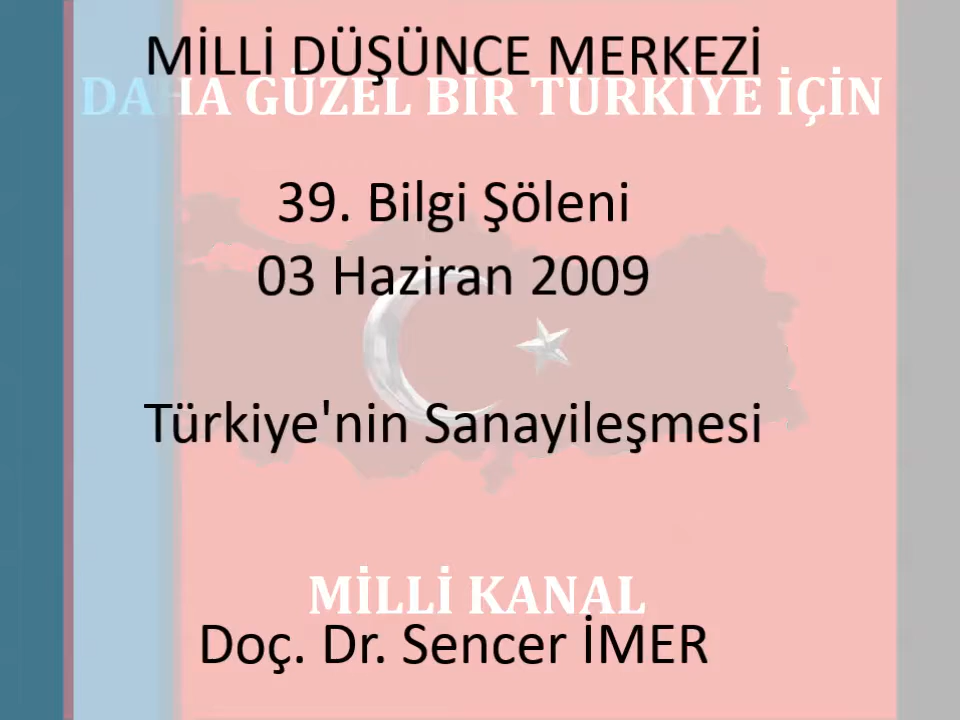 MİLLİ DÜŞÜNCE MERKEZİ
DAHA GÜZEL BİR TÜRKİYE İÇİN
39. Bilgi Şöleni
03 Haziran 2009
Türkiye'nin Sanayileşmesi
MİLLİ KANAL
Doç. Dr. Sencer İMER